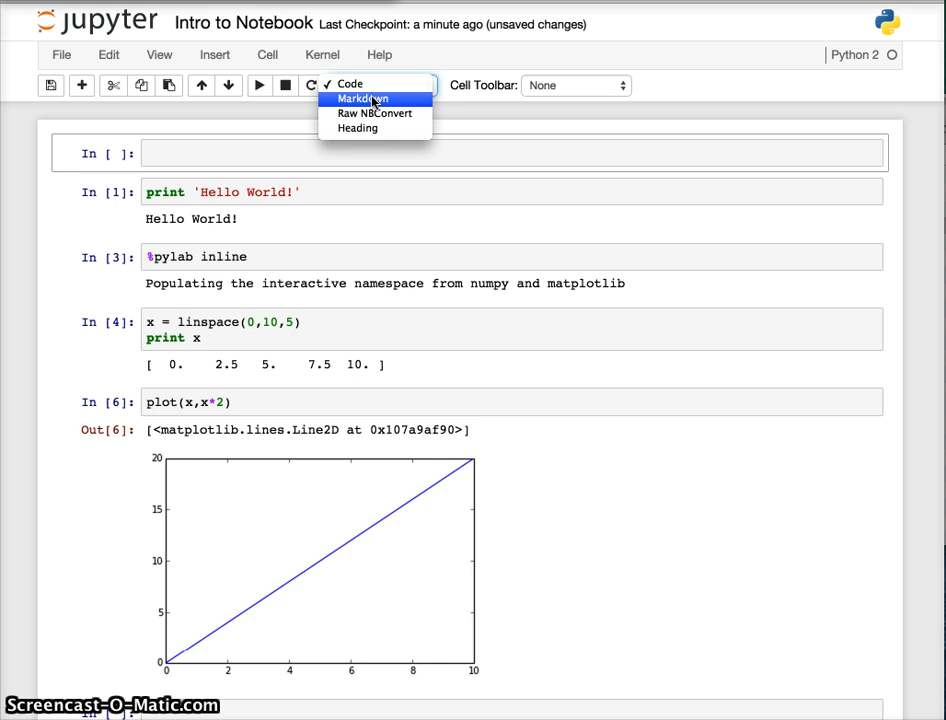 jupyter Intro to Notebook Last Checkpoint: a minute ago (unsaved changes)
File Edit View Insert Cell Kernel Help Python 2
✓ Code
Markdown
Raw NBConvert
Heading
Cell Toolbar: None
In [ ]:
In [1]: print 'Hello World!'
Hello World!
In [3]: %pylab inline
Populating the interactive namespace from numpy and matplotlib
In [4]: x = linspace(0,10,5)
print x
[ 0. 2.5 5. 7.5 10. ]
In [6]: plot(x,x*2)
Out[6]: [<matplotlib.lines.Line2D at 0x107a9af90>]
20
15
10
5
0
0 2 4 6 8 10
Screencast-O-Matic.com
In [ ]: